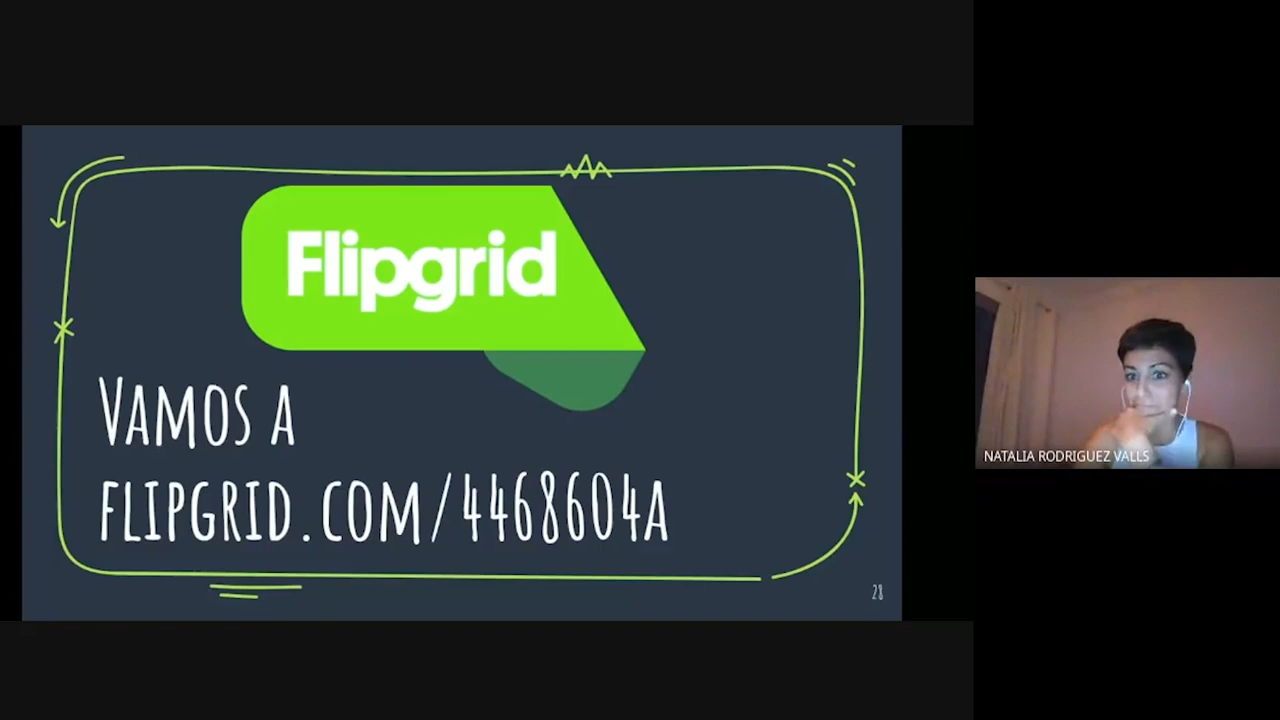 Flipgrid
Vamos a
flipgrid.com/4468604a
28
NATALIA RODRIGUEZ VALLS